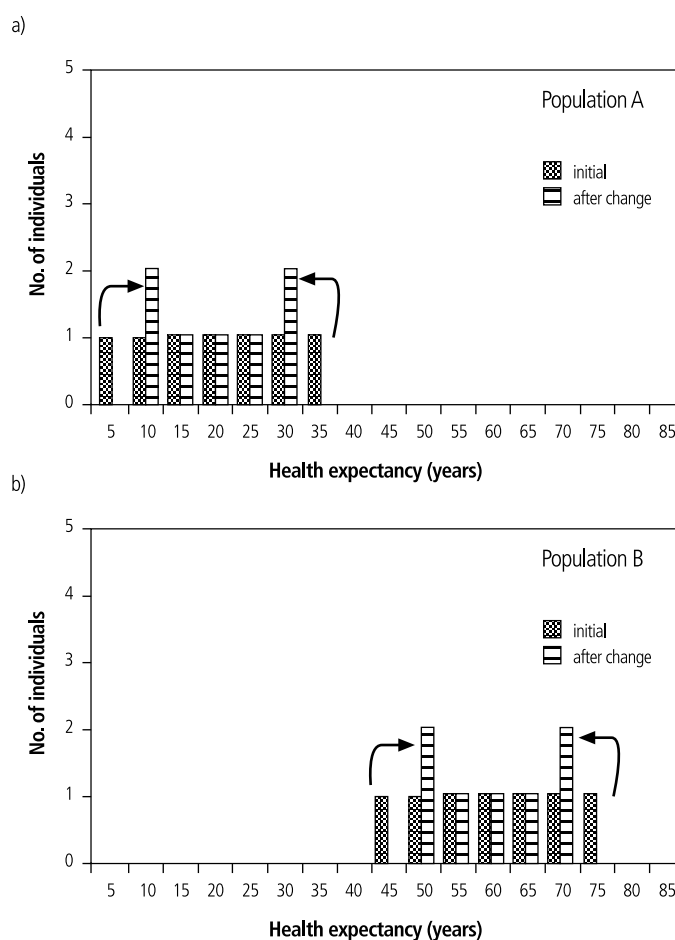 a)
5
Population A
4
initial
after change
3
No. of individuals
2
1
0
5 10 15 20 25 30 35 40 45 50 55 60 65 70 75 80 85
Health expectancy (years)
b)
5
Population B
4
initial
after change
3
No. of individuals
2
1
0
5 10 15 20 25 30 35 40 45 50 55 60 65 70 75 80 85
Health expectancy (years)